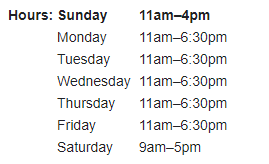 Hours: Sunday 11am–4pm
Monday 11am–6:30pm
Tuesday 11am–6:30pm
Wednesday 11am–6:30pm
Thursday 11am–6:30pm
Friday 11am–6:30pm
Saturday 9am–5pm